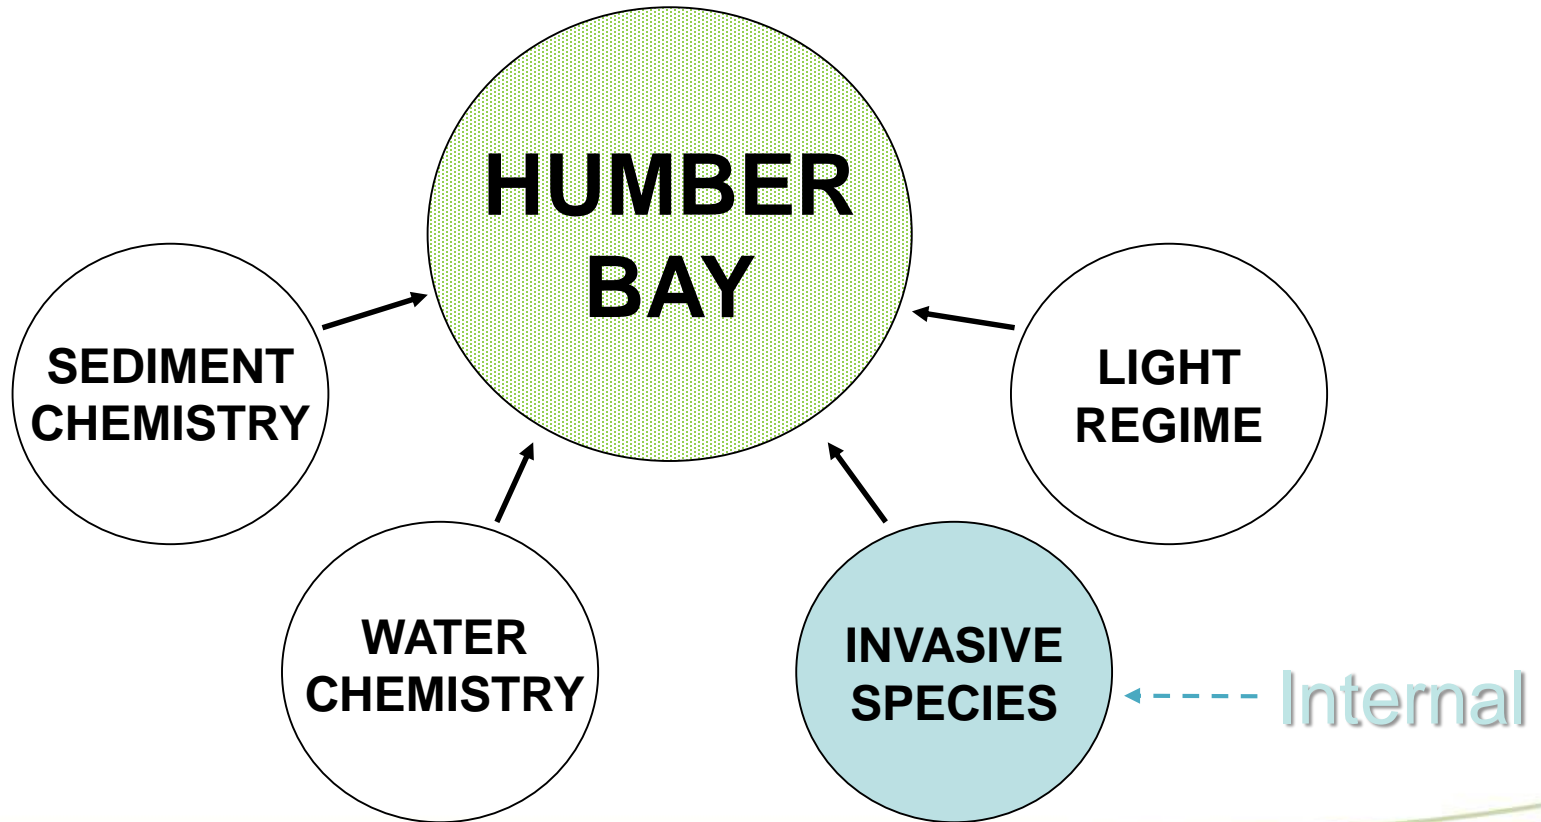 HUMBER
BAY
SEDIMENT
CHEMISTRY
LIGHT
REGIME
WATER
CHEMISTRY
INVASIVE
SPECIES
Internal